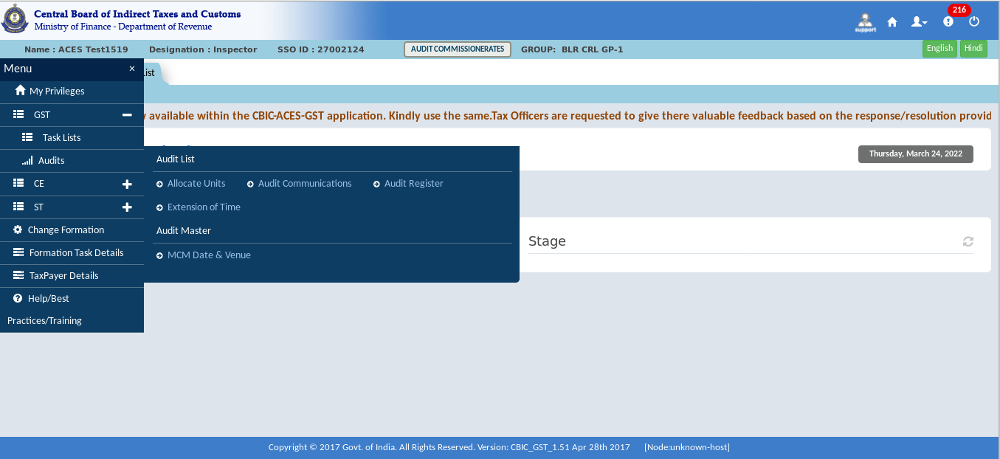 Central Board of Indirect Taxes and Customs
Ministry of Finance - Department of Revenue
support
216
Name : ACES Test1519 Designation : Inspector SSO ID : 27002124 AUDIT COMMISSIONERATES GROUP: BLR CRL GP-1 English Hindi
Menu ×
List
My Privileges
GST
available within the CBIC-ACES-GST application. Kindly use the same.Tax Officers are requested to give there valuable feedback based on the response/resolution provid
Task Lists
Audits
Thursday, March 24, 2022
CE
ST
Change Formation
Formation Task Details
TaxPayer Details
Help/Best
Practices/Training
Audit List
Allocate Units Audit Communications Audit Register
Extension of Time
Audit Master
MCM Date & Venue
Stage
Copyright © 2017 Govt. of India. All Rights Reserved. Version: CBIC_GST_1.51 Apr 28th 2017 [Node:unknown-host]